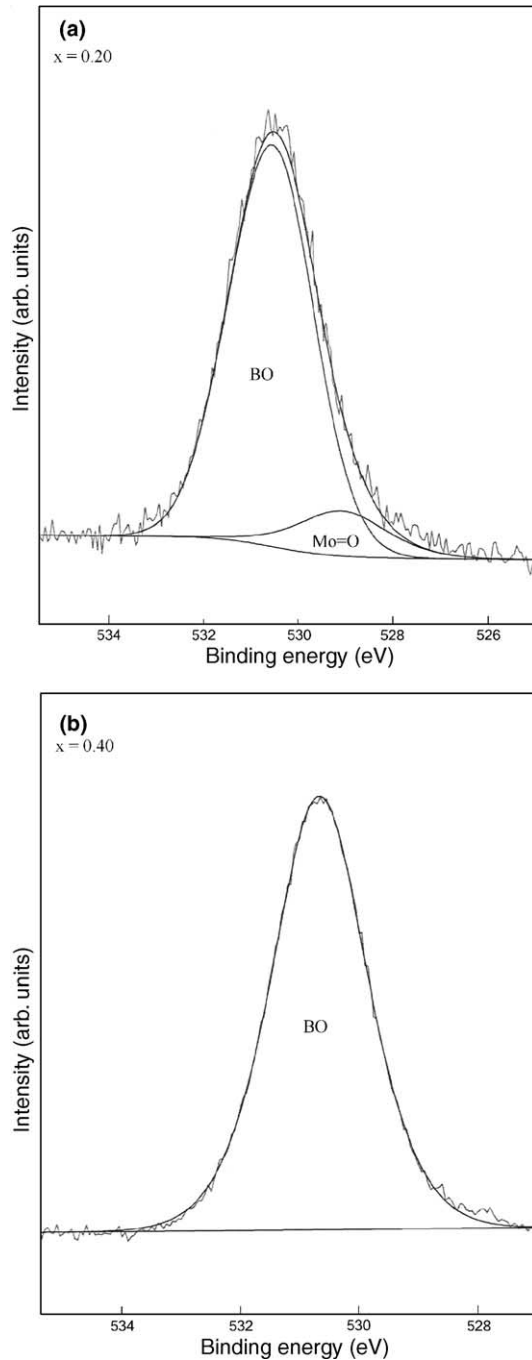 (a)
x = 0.20
Intensity (arb. units)
BO
Mo=O
534 532 530 528 526
Binding energy (eV)
(b)
x = 0.40
Intensity (arb. units)
BO
534 532 530 528
Binding energy (eV)